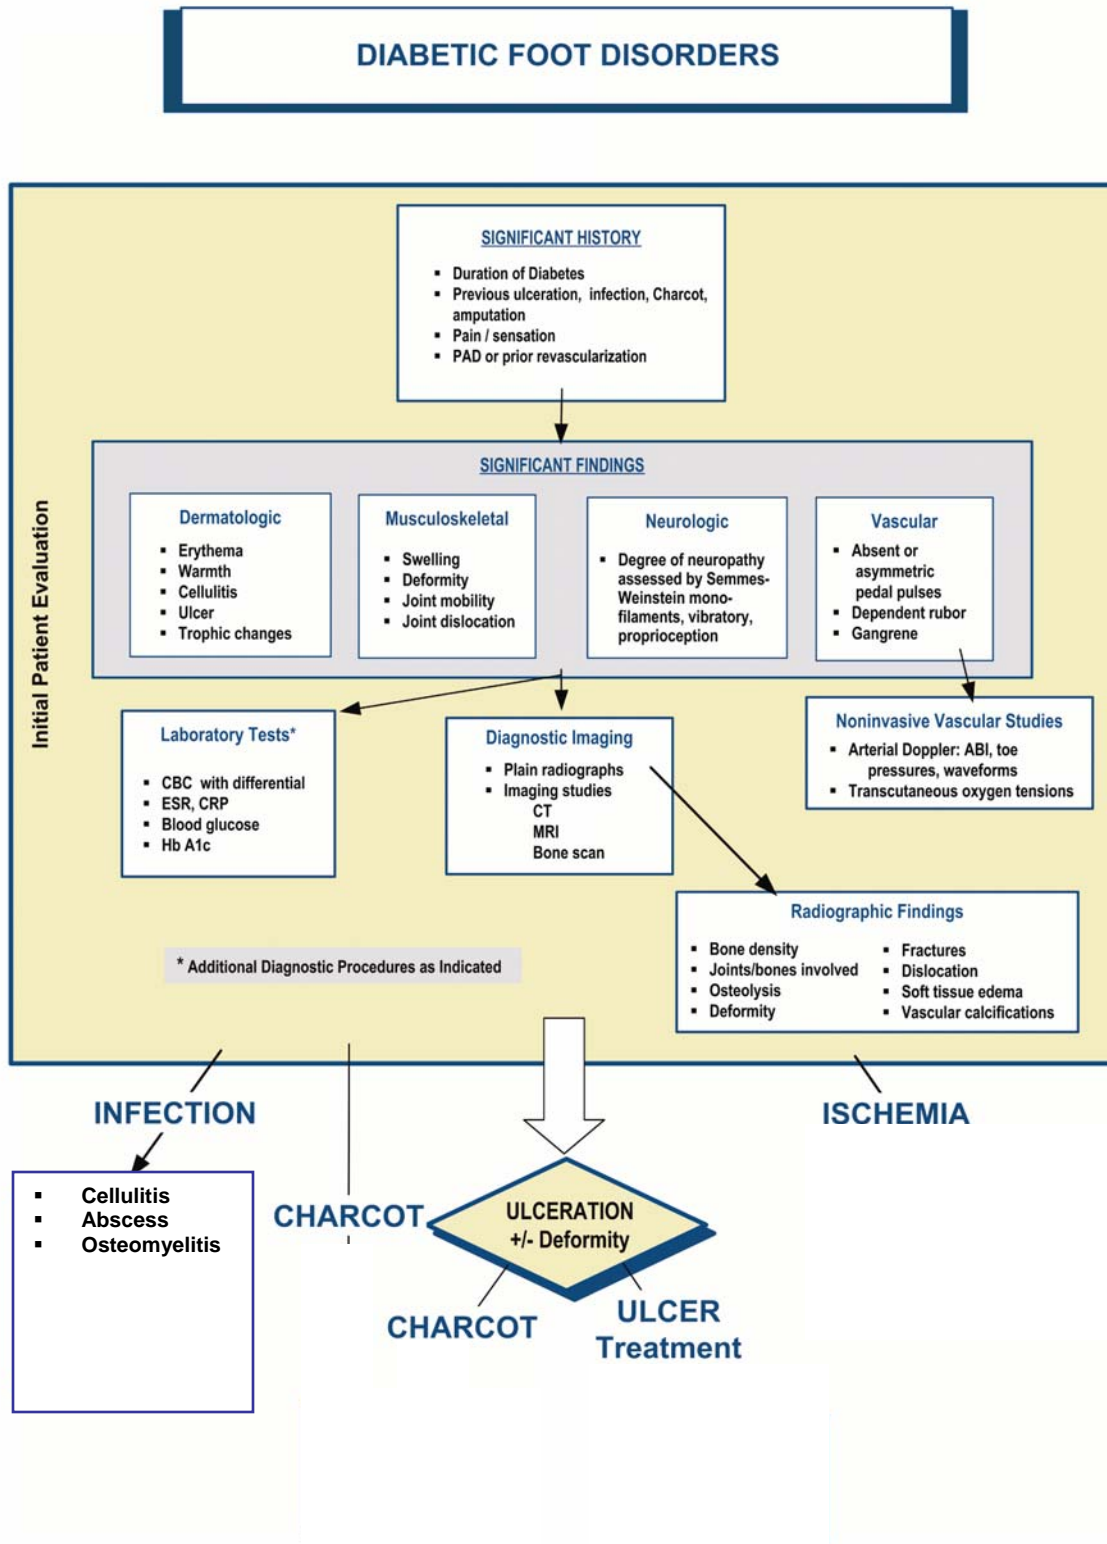 DIABETIC FOOT DISORDERS
Initial Patient Evaluation
SIGNIFICANT HISTORY
▪ Duration of Diabetes
▪ Previous ulceration, infection, Charcot,
amputation
▪ Pain / sensation
▪ PAD or prior revascularization
SIGNIFICANT FINDINGS
Dermatologic
▪ Erythema
▪ Warmth
▪ Cellulitis
▪ Ulcer
▪ Trophic changes
Musculoskeletal
▪ Swelling
▪ Deformity
▪ Joint mobility
▪ Joint dislocation
Neurologic
▪ Degree of neuropathy
assessed by Semmes-
Weinstein mono-
filaments, vibratory,
proprioception
Vascular
▪ Absent or
asymmetric
pedal pulses
▪ Dependent rubor
▪ Gangrene
Laboratory Tests*
▪ CBC with differential
▪ ESR, CRP
▪ Blood glucose
▪ Hb A1c
Diagnostic Imaging
▪ Plain radiographs
▪ Imaging studies
CT
MRI
Bone scan
Noninvasive Vascular Studies
▪ Arterial Doppler: ABI, toe
pressures, waveforms
▪ Transcutaneous oxygen tensions
Radiographic Findings
▪ Bone density
▪ Joints/bones involved
▪ Osteolysis
▪ Deformity
▪ Fractures
▪ Dislocation
▪ Soft tissue edema
▪ Vascular calcifications
* Additional Diagnostic Procedures as Indicated
INFECTION
ISCHEMIA
▪ Cellulitis
▪ Abscess
▪ Osteomyelitis
CHARCOT
ULCERATION
+/- Deformity
CHARCOT
ULCER
Treatment